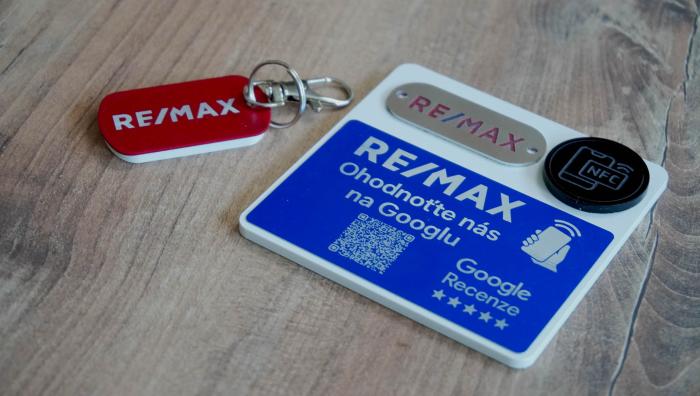 RE/MAX
RE/MAX
NFC
RE/MAX
Ohodnoťte nás
na Googlu
Google
Recenze